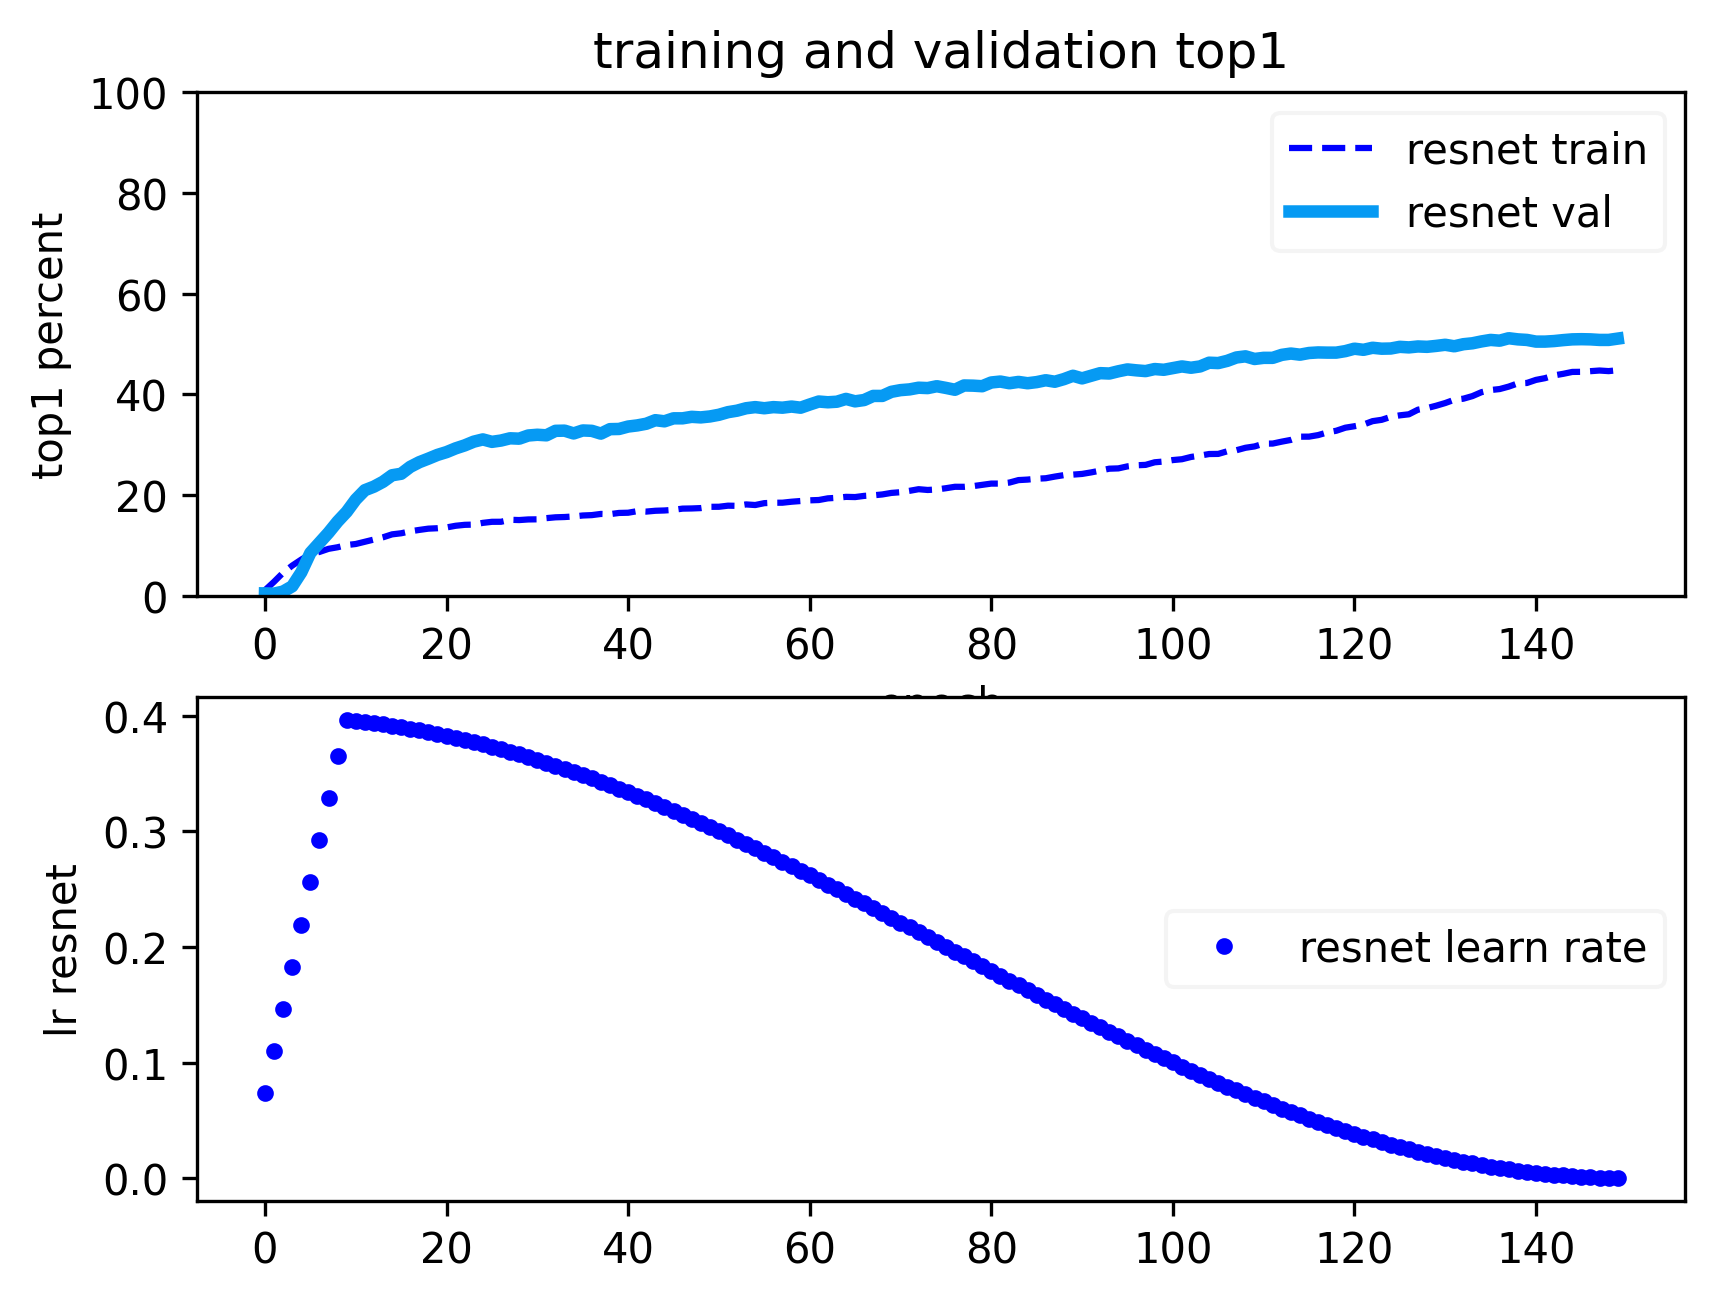 training and validation top1
100
80
60
40
20
0
top1 percent
resnet train
resnet val
0 20 40 60 80 100 120 140
0.4
0.3
0.2
0.1
0.0
lr resnet
resnet learn rate
0 20 40 60 80 100 120 140